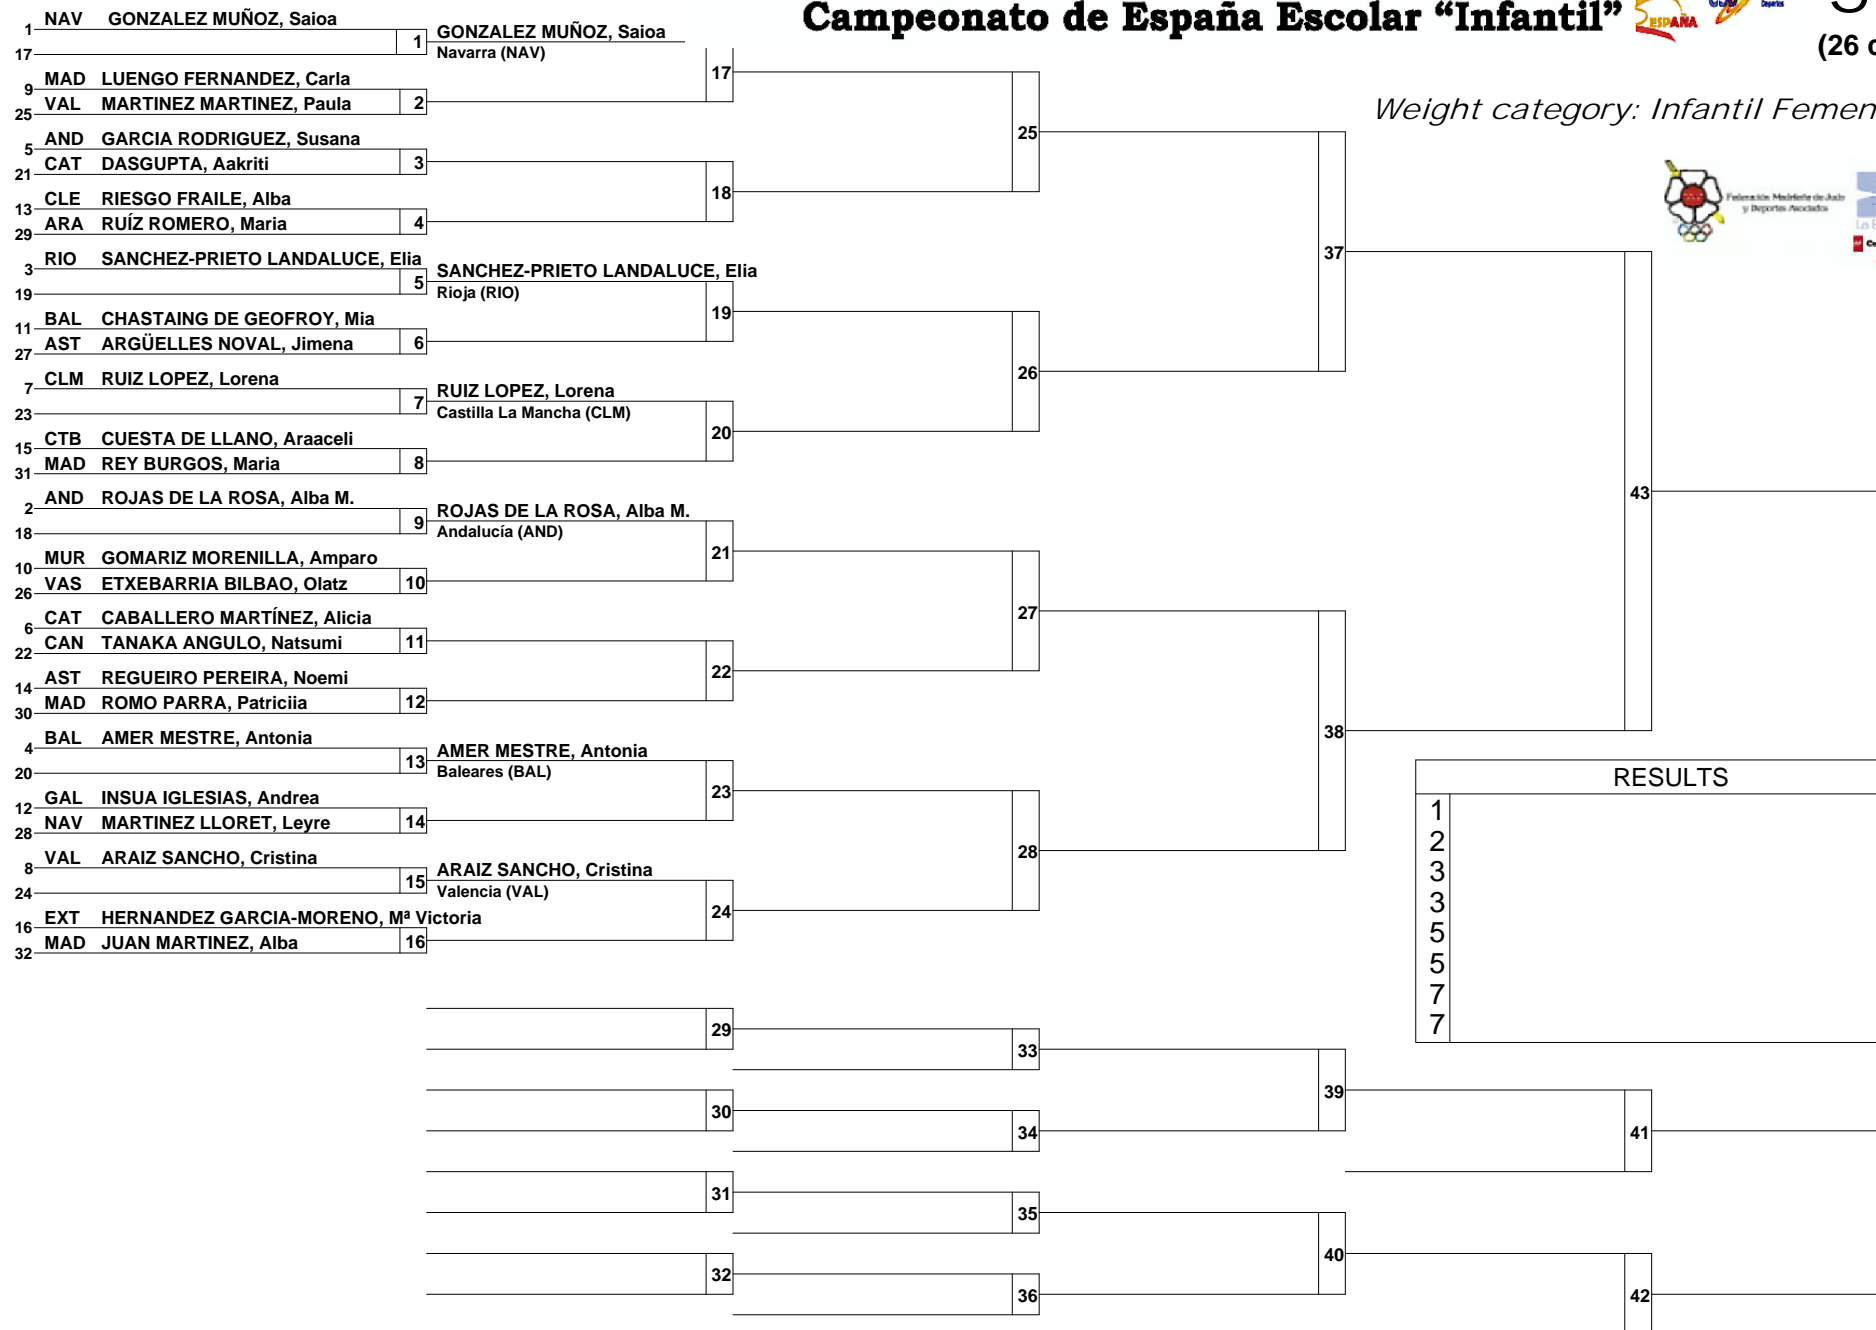 Campeonato de España Escolar “Infantil”
ESPAÑA
(26 c
Weight category: Infantil Femen
Federación Madrileña de Judo
y Deportes Asociados
1 NAV GONZALEZ MUÑOZ, Saioa
17
1 GONZALEZ MUÑOZ, Saioa
Navarra (NAV)
9 MAD LUENGO FERNANDEZ, Carla
25 VAL MARTINEZ MARTINEZ, Paula
2
17
5 AND GARCIA RODRIGUEZ, Susana
21 CAT DASGUPTA, Aakriti
3
25
13 CLE RIESGO FRAILE, Alba
29 ARA RUÍZ ROMERO, Maria
4
18
3 RIO SANCHEZ-PRIETO LANDALUCE, Elia
19
5 SANCHEZ-PRIETO LANDALUCE, Elia
Rioja (RIO)
37
11 BAL CHASTAING DE GEOFROY, Mia
27 AST ARGÜELLES NOVAL, Jimena
6
19
7 CLM RUIZ LOPEZ, Lorena
23
7 RUIZ LOPEZ, Lorena
Castilla La Mancha (CLM)
26
15 CTB CUESTA DE LLANO, Araaceli
31 MAD REY BURGOS, Maria
8
20
2 AND ROJAS DE LA ROSA, Alba M.
18
9 ROJAS DE LA ROSA, Alba M.
Andalucía (AND)
43
10 MUR GOMARIZ MORENILLA, Amparo
26 VAS ETXEBARRIA BILBAO, Olatz
10
21
6 CAT CABALLERO MARTÍNEZ, Alicia
22 CAN TANAKA ANGULO, Natsumi
11
27
14 AST REGUEIRO PEREIRA, Noemi
30 MAD ROMO PARRA, Patriciia
12
22
4 BAL AMER MESTRE, Antonia
20
13 AMER MESTRE, Antonia
Baleares (BAL)
38
12 GAL INSUA IGLESIAS, Andrea
28 NAV MARTINEZ LLORET, Leyre
14
23
8 VAL ARAIZ SANCHO, Cristina
24
15 ARAIZ SANCHO, Cristina
Valencia (VAL)
28
16 EXT HERNANDEZ GARCIA-MORENO, Mª Victoria
32 MAD JUAN MARTINEZ, Alba
16
24
RESULTS
1
2
3
3
5
5
7
7
29
33
39
30
34
41
31
35
40
32
36
42